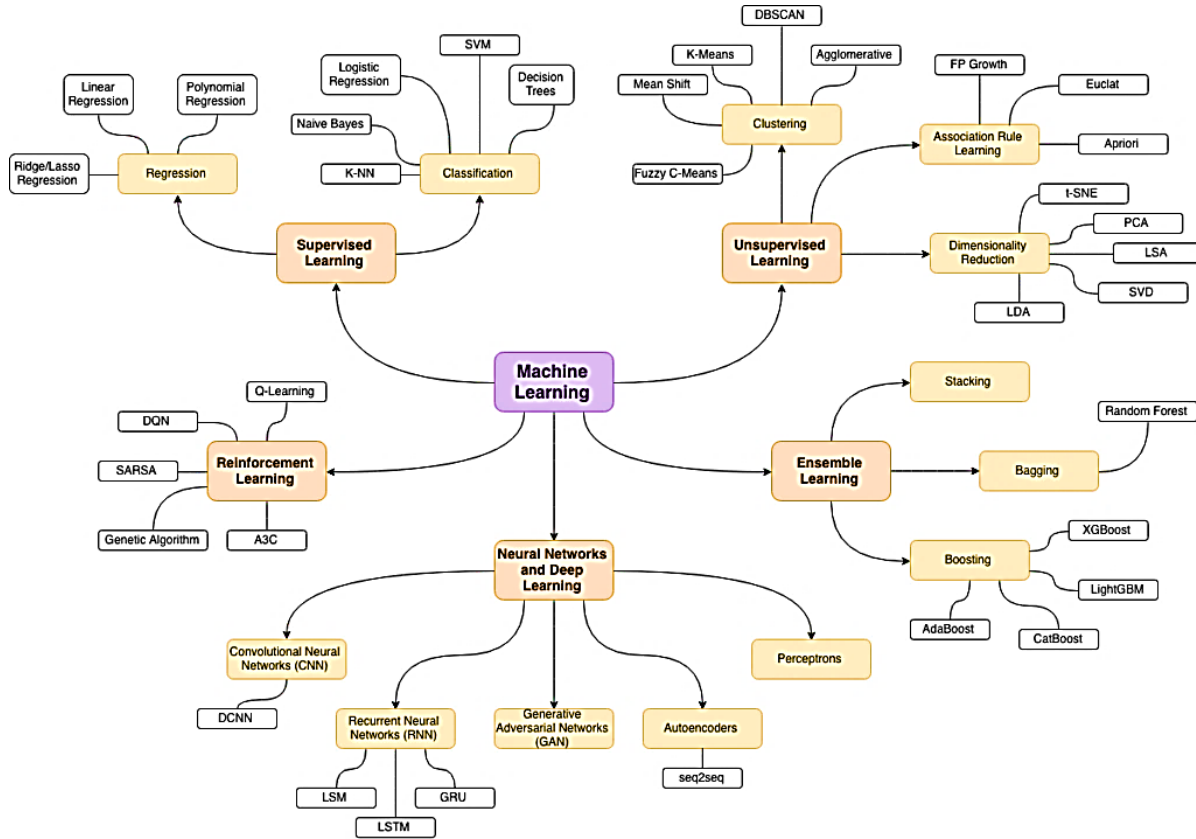 DBSCAN
SVM
K-Means
Agglomerative
Logistic
Regression
FP Growth
Linear
Regression
Polynomial
Regression
Decision
Trees
Mean Shift
Euclat
Clustering
Naive Bayes
Association Rule
Learning
Apriori
Ridge/Lasso
Regression
Regression
K-NN
Classification
Fuzzy C-Means
t-SNE
PCA
Supervised
Learning
Unsupervised
Learning
Dimensionality
Reduction
LSA
SVD
LDA
Machine
Learning
Stacking
Q-Learning
Random Forest
DQN
Reinforcement
Learning
SARSA
Ensemble
Learning
Bagging
Genetic Algorithm
A3C
XGBoost
Neural Networks
and Deep
Learning
Boosting
LightGBM
AdaBoost
CatBoost
Convolutional Neural
Networks (CNN)
Perceptrons
DCNN
Recurrent Neural
Networks (RNN)
Generative
Adversarial Networks
(GAN)
Autoencoders
seq2seq
LSM
GRU
LSTM